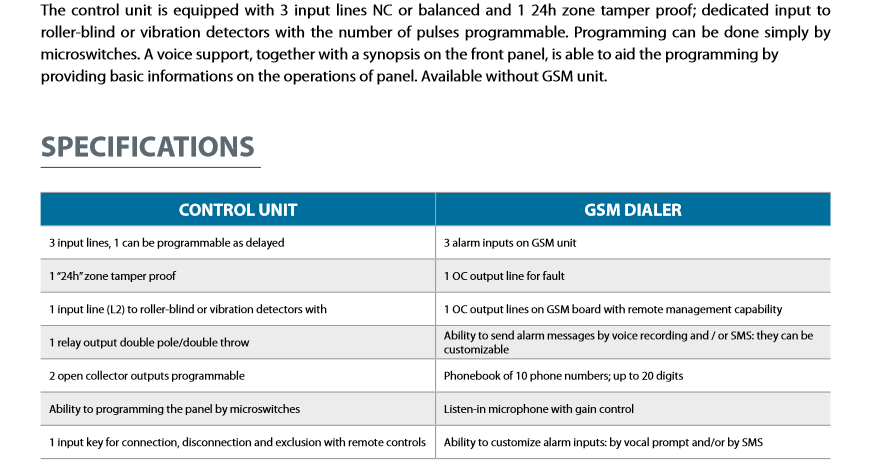 The control unit is equipped with 3 input lines NC or balanced and 1 24h zone tamper proof; dedicated input to
roller-blind or vibration detectors with the number of pulses programmable. Programming can be done simply by
microswitches. A voice support, together with a synopsis on the front panel, is able to aid the programming by
providing basic informations on the operations of panel. Available without GSM unit.
SPECIFICATIONS
CONTROL UNIT GSM DIALER
3 input lines, 1 can be programmable as delayed 3 alarm inputs on GSM unit
1 “24h” zone tamper proof 1 OC output line for fault
1 input line (L2) to roller-blind or vibration detectors with 1 OC output lines on GSM board with remote management capability
1 relay output double pole/double throw Ability to send alarm messages by voice recording and / or SMS: they can be
customizable
2 open collector outputs programmable Phonebook of 10 phone numbers; up to 20 digits
Ability to programming the panel by microswitches Listen-in microphone with gain control
1 input key for connection, disconnection and exclusion with remote controls Ability to customize alarm inputs: by vocal prompt and/or by SMS